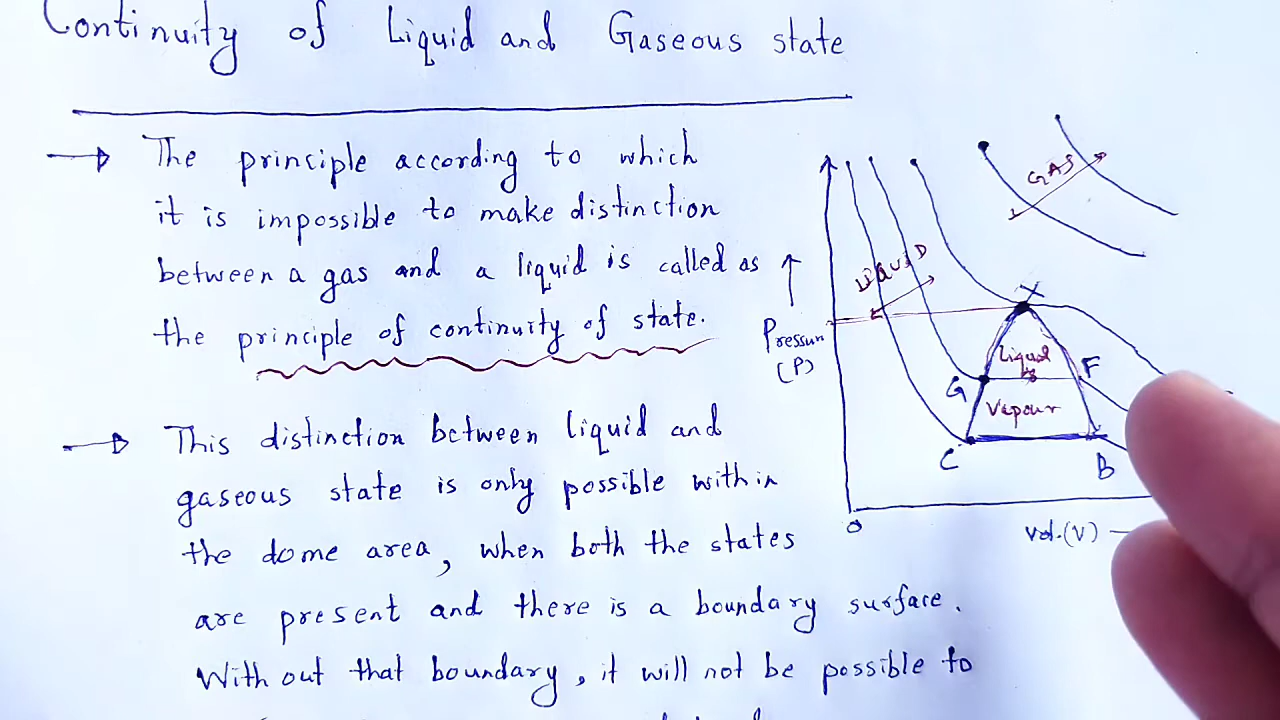 Continuity of Liquid and Gaseous state
→ The principle according to which
it is impossible to make distinction
between a gas and a liquid is called as
the principle of continuity of state.
→ This distinction between liquid and
gaseous state is only possible within
the dome area, when both the states
are present and there is a boundary surface.
With out that boundary, it will not be possible to
GAS
LIQUID
X
Pressure
(P)
Liquid
&
Vapour
G
F
C
B
O
Vol.(V)